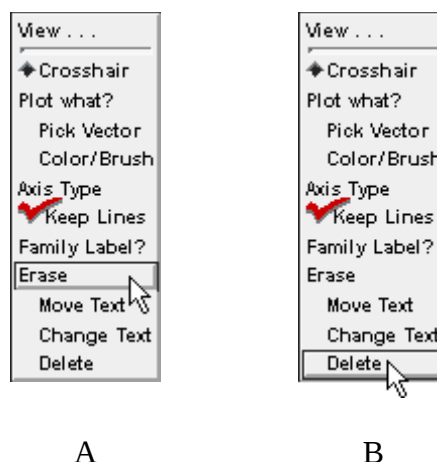 View . . .
Crosshair
Plot what?
Pick Vector
Color/Brush
Axis Type
Keep Lines
Family Label?
Erase
Move Text
Change Text
Delete
A
View . . .
Crosshair
Plot what?
Pick Vector
Color/Brush
Axis Type
Keep Lines
Family Label?
Erase
Move Text
Change Text
Delete
B